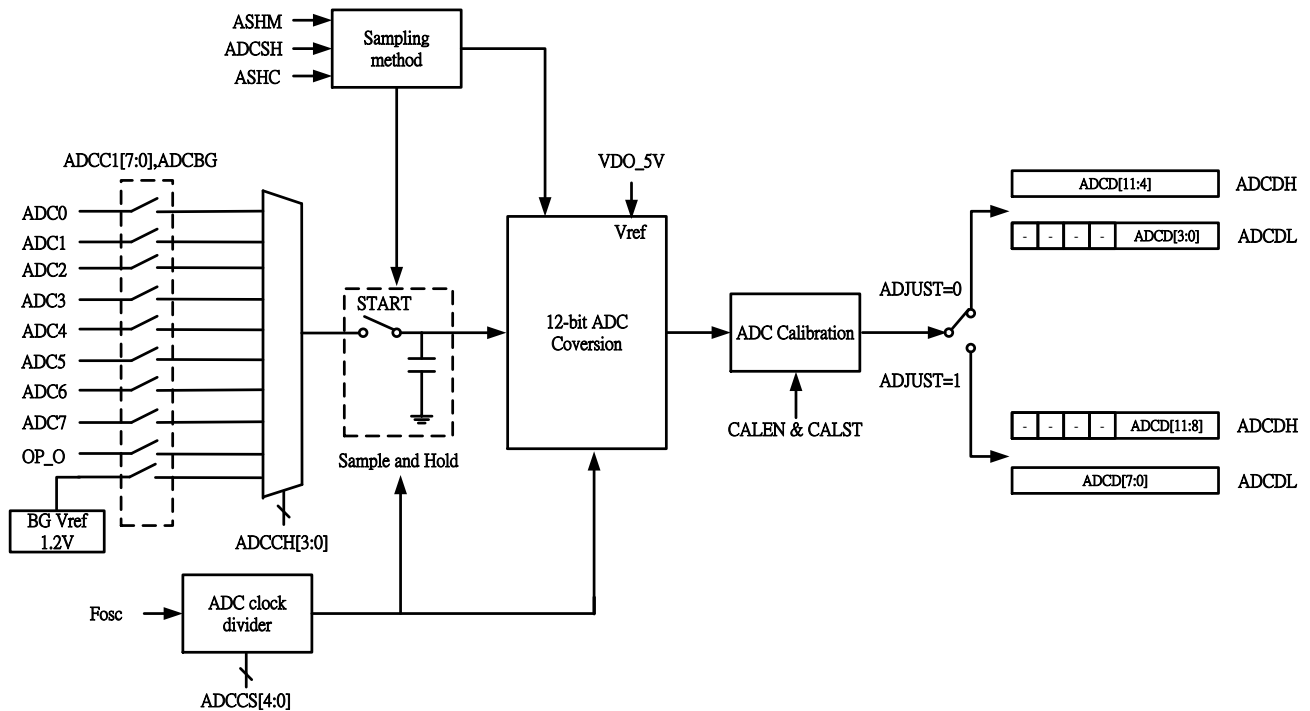 ASHM
ADCSH
ASHC
Sampling
method
ADCC1[7:0],ADCBG
ADC0
ADC1
ADC2
ADC3
ADC4
ADC5
ADC6
ADC7
OP_O
BG Vref
1.2V
ADCCH[3:0]
START
Sample and Hold
Fosc
ADC clock
divider
ADCCS[4:0]
VDO_5V
Vref
12-bit ADC
Coversion
ADC Calibration
CALEN & CALST
ADJUST=0
ADJUST=1
ADCD[11:4]
ADCDH
- - - - ADCD[3:0]
ADCDL
- - - - ADCD[11:8]
ADCDH
ADCD[7:0]
ADCDL